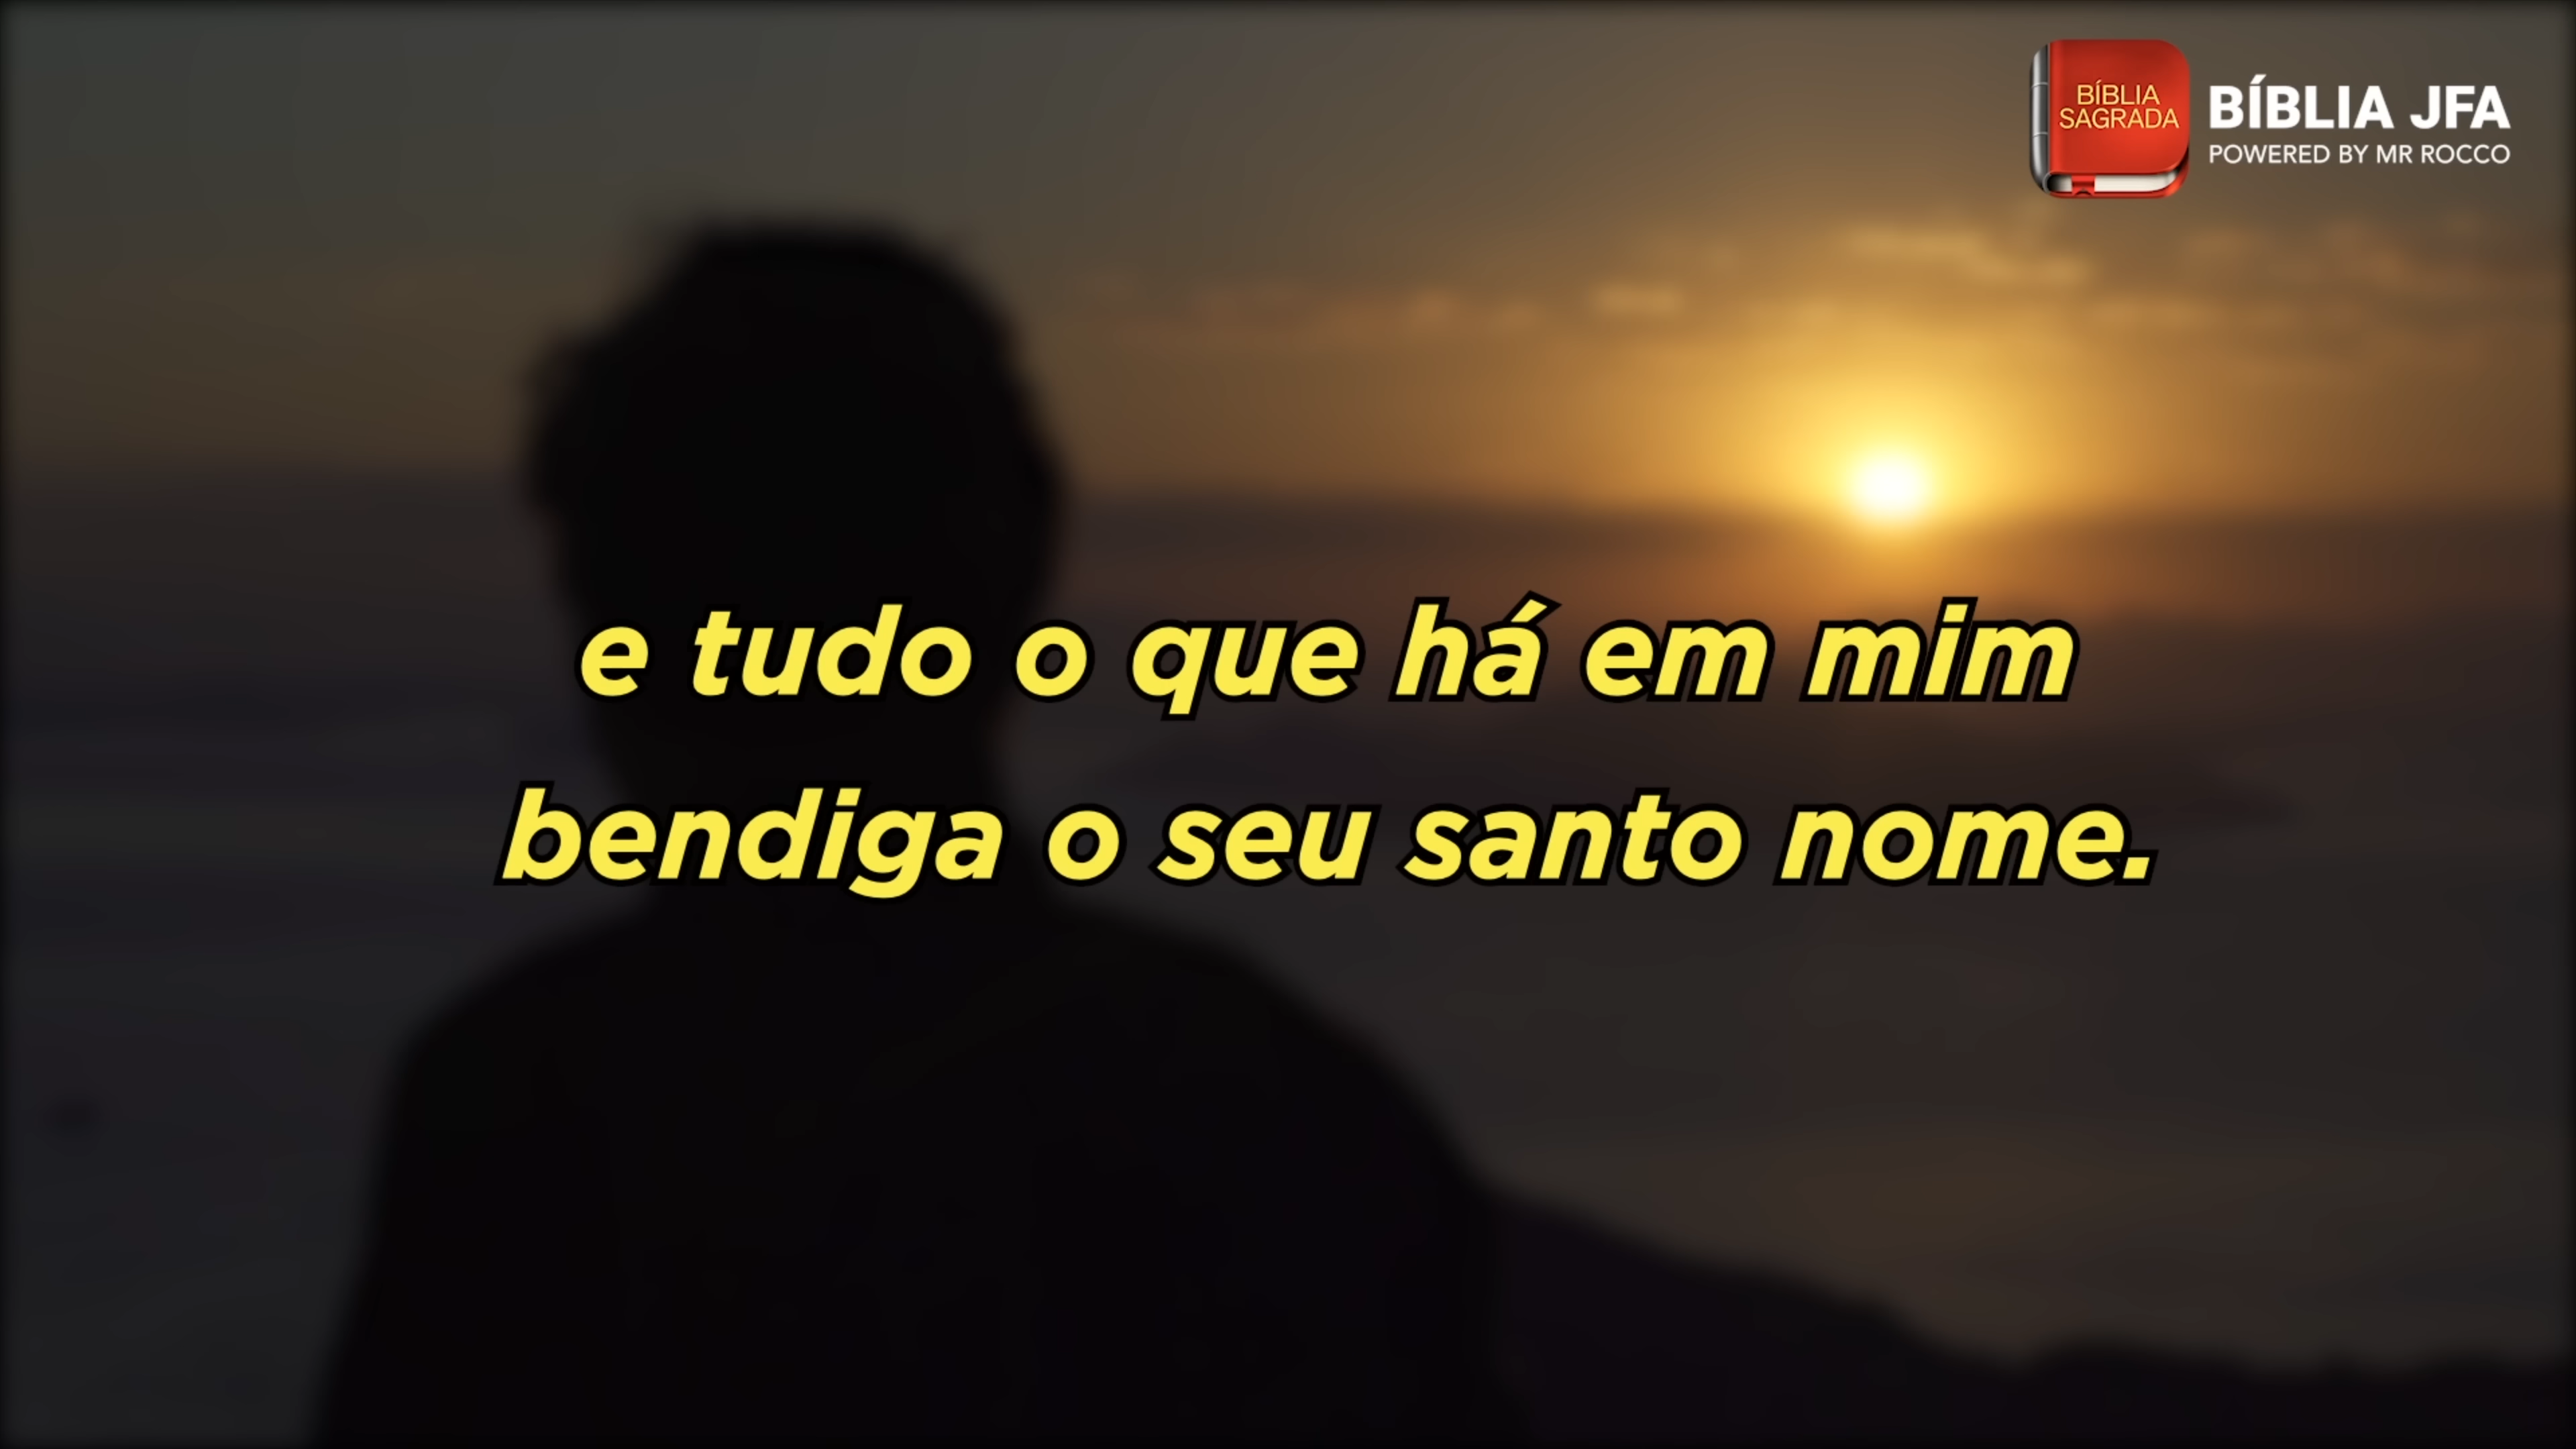 BÍBLIA
SAGRADA
BÍBLIA JFA
POWERED BY MR ROCCO
e tudo o que há em mim
bendiga o seu santo nome.